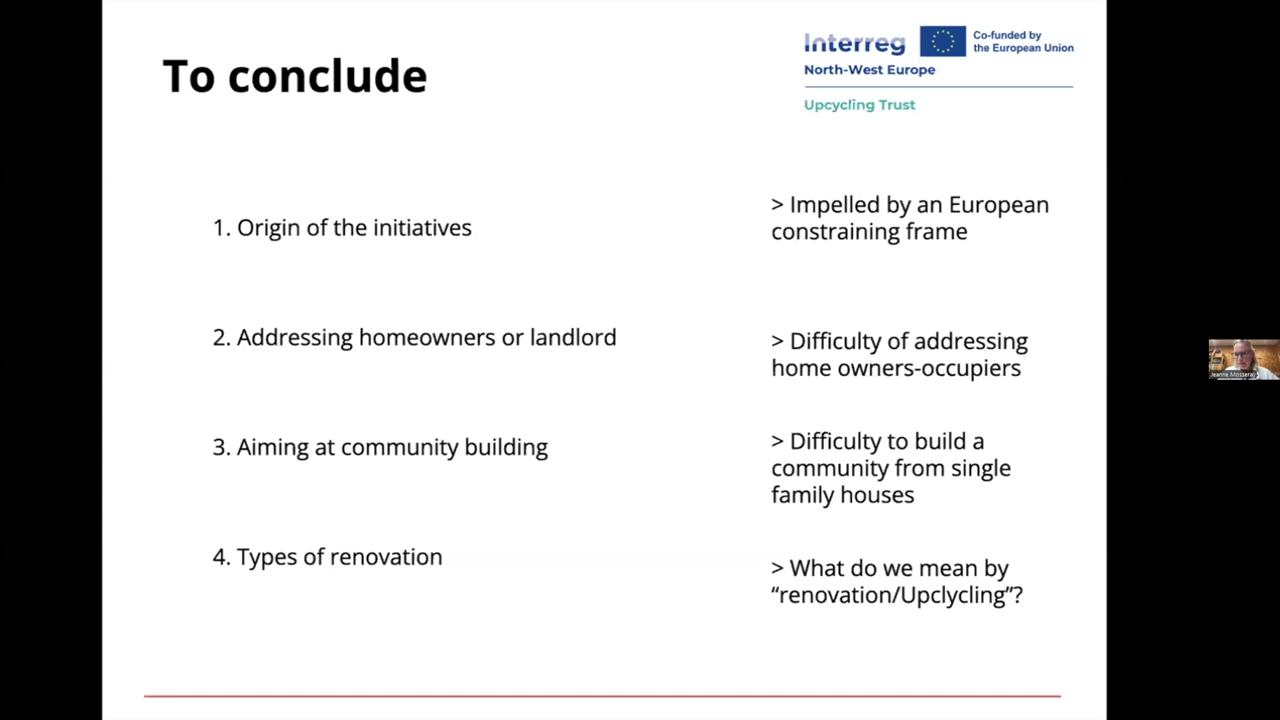 To conclude
Interreg
Co-funded by
the European Union
North-West Europe
Upcycling Trust
1. Origin of the initiatives
> Impelled by an European
constraining frame
2. Addressing homeowners or landlord
> Difficulty of addressing
home owners-occupiers
3. Aiming at community building
> Difficulty to build a
community from single
family houses
4. Types of renovation
> What do we mean by
“renovation/Upclycling”?
Jeanne Mosseray